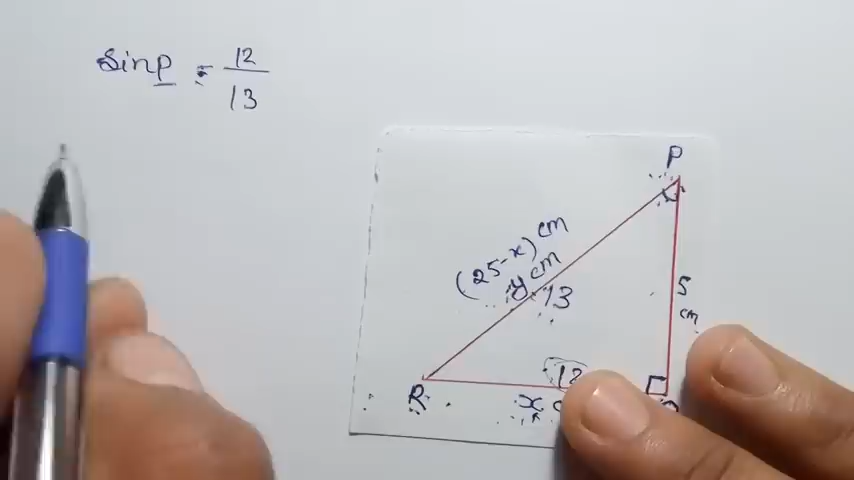 sinp = 12
13
P
(25-x) cm
y cm
13
5
cm
12
R
x